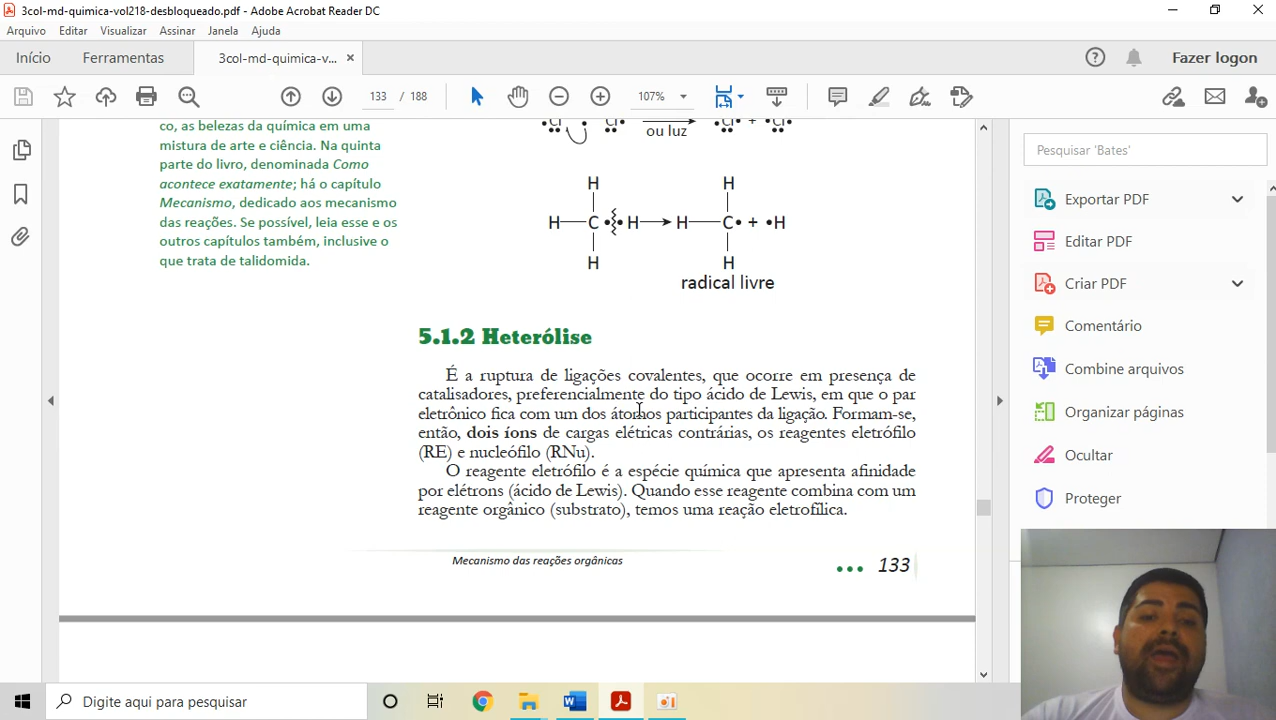 3col-md-quimica-vol218-desbloqueado.pdf - Adobe Acrobat Reader DC
Arquivo Editar Visualizar Assinar Janela Ajuda
Início Ferramentas 3col-md-quimica-v... Fazer logon
133 / 188 107%
co, as belezas da química em uma
mistura de arte e ciência. Na quinta
parte do livro, denominada Como
acontece exatamente; há o capítulo
Mecanismo, dedicado aos mecanismo
das reações. Se possível, leia esse e os
outros capítulos também, inclusive o
que trata de talidomida.
Cl Cl ou luz Cl + Cl
H H
H C H H C + H
H H
radical livre
5.1.2 Heterólise
É a ruptura de ligações covalentes, que ocorre em presença de
catalisadores, preferencialmente do tipo ácido de Lewis, em que o par
eletrônico fica com um dos átomos participantes da ligação. Formam-se,
então, dois íons de cargas elétricas contrárias, os reagentes eletrófilo
(RE) e nucleófilo (RNu).
O reagente eletrófilo é a espécie química que apresenta afinidade
por elétrons (ácido de Lewis). Quando esse reagente combina com um
reagente orgânico (substrato), temos uma reação eletrofílica.
Mecanismo das reações orgânicas
133
Pesquisar 'Bates'
Exportar PDF
Editar PDF
Criar PDF
Comentário
Combine arquivos
Organizar páginas
Ocultar
Proteger
Digite aqui para pesquisar